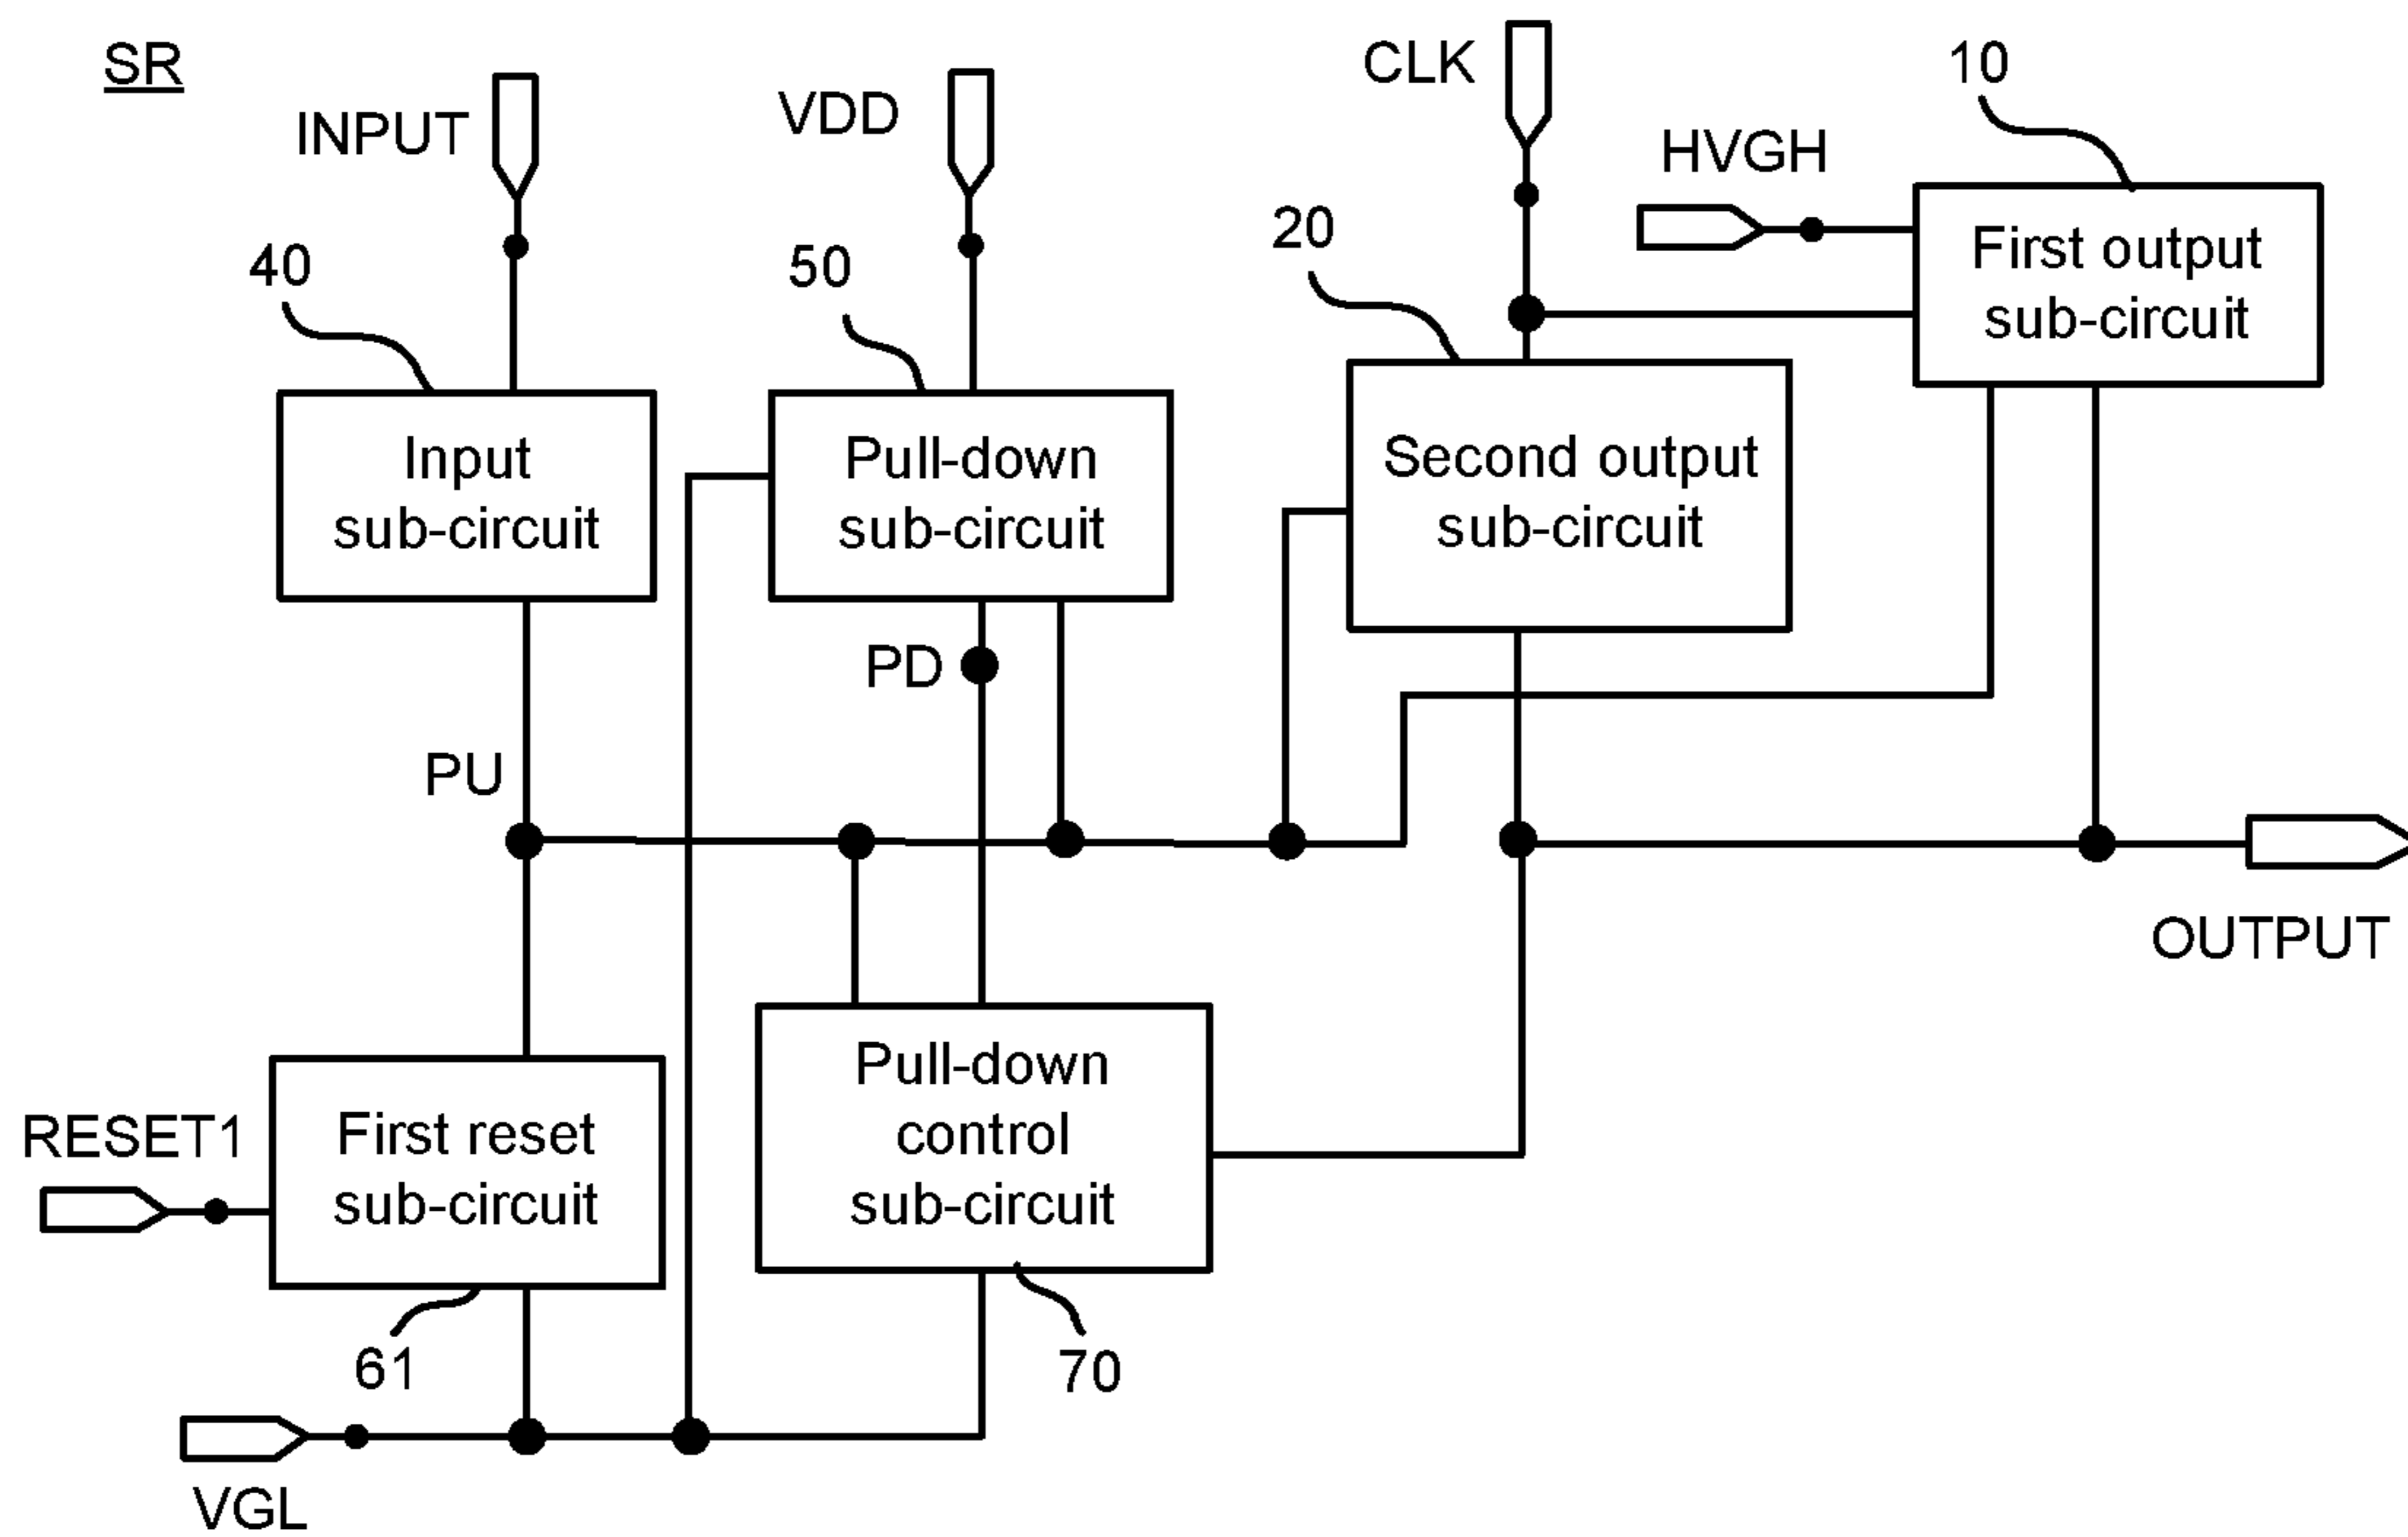 SR
INPUT
VDD
CLK
10
HVGH
40
50
20
First output
sub-circuit
Input
sub-circuit
Pull-down
sub-circuit
Second output
sub-circuit
PD
PU
OUTPUT
RESET1
First reset
sub-circuit
Pull-down
control
sub-circuit
61
70
VGL